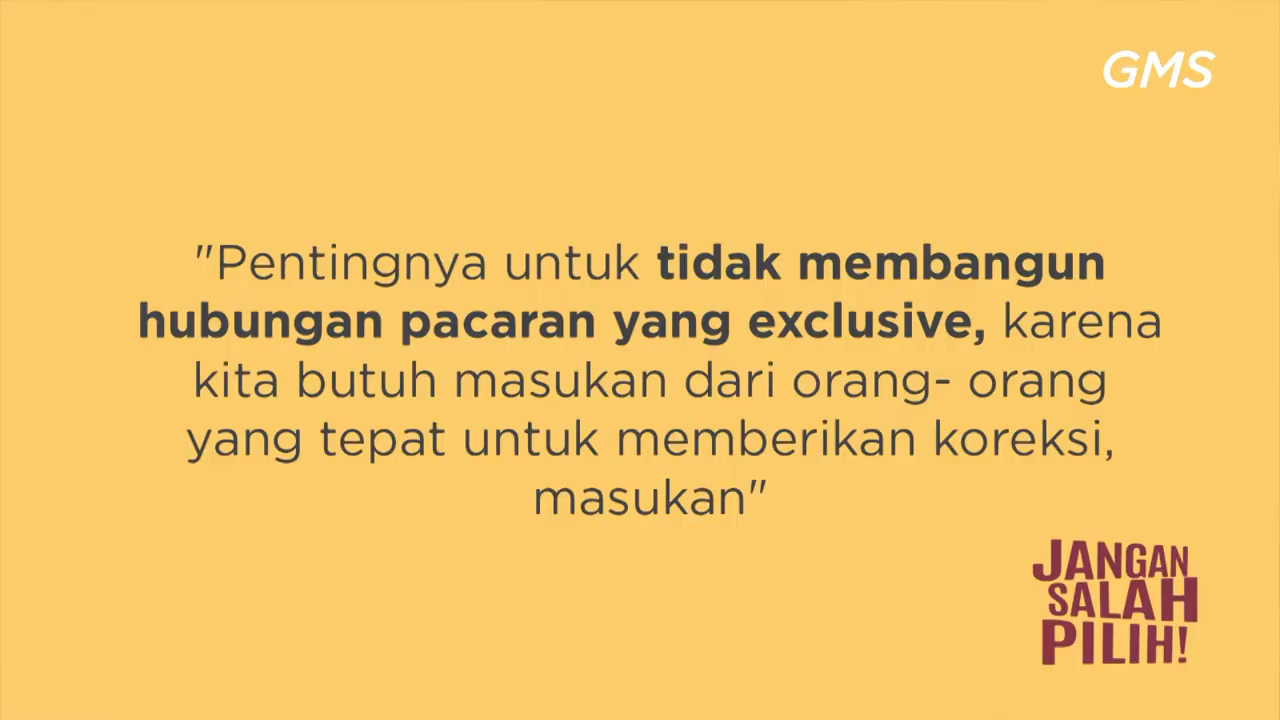 GMS
"Pentingnya untuk tidak membangun
hubungan pacaran yang exclusive, karena
kita butuh masukan dari orang- orang
yang tepat untuk memberikan koreksi,
masukan"
JANGAN
SALAH
PILIH!